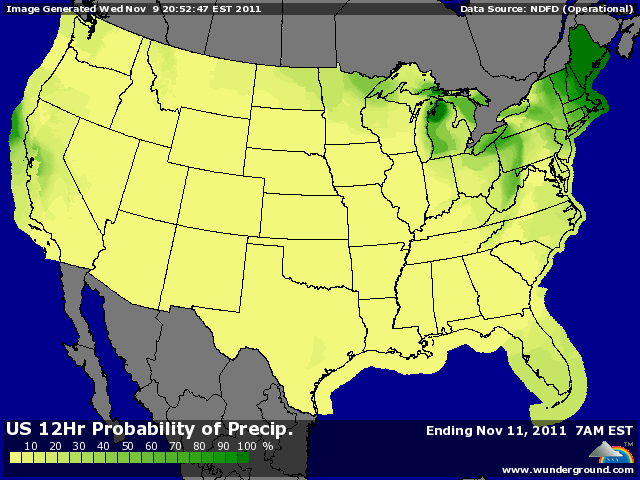 Image Generated Wed Nov 9 20:52:47 EST 2011 Data Source: NDFD (Operational)
US 12Hr Probability of Precip. Ending Nov 11, 2011 7AM EST
10 20 30 40 50 60 70 80 90 100 %
TM
www.wunderground.com